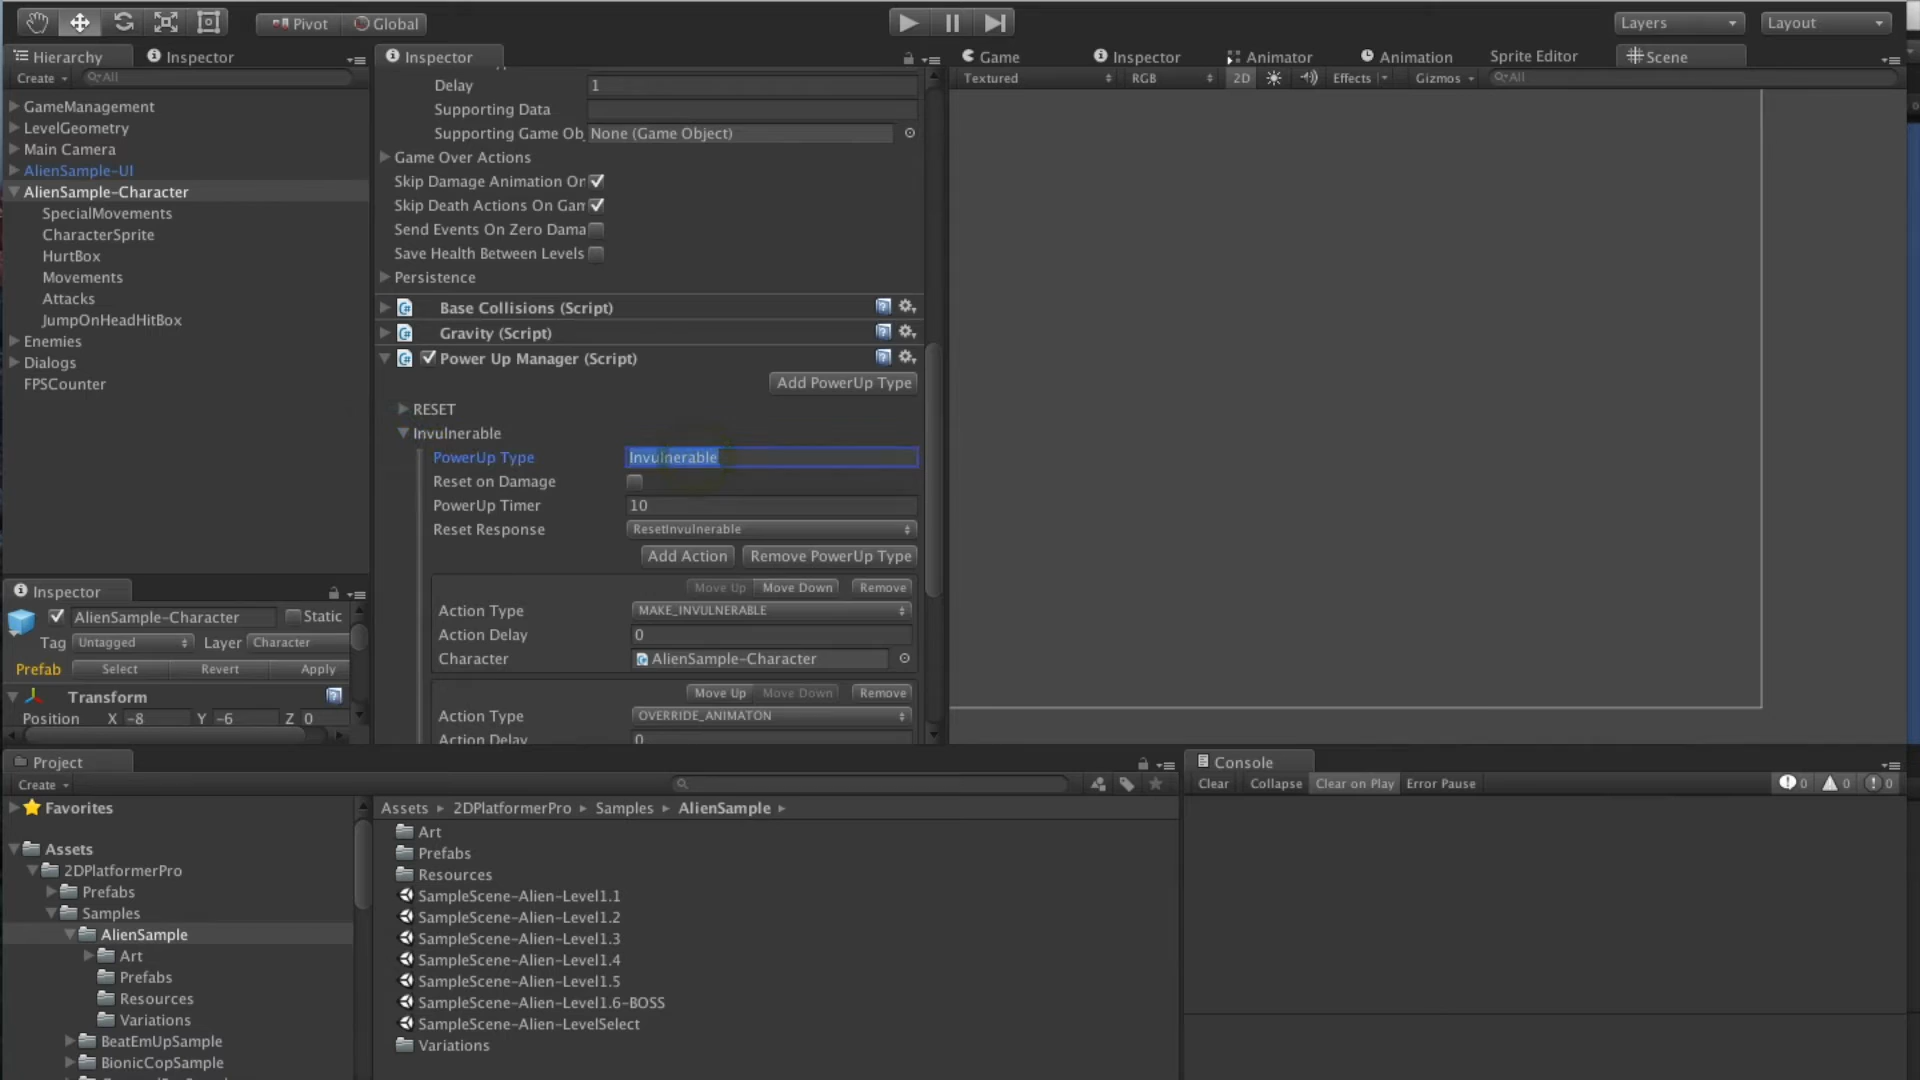 Pivot Global Layers Layout
Hierarchy Inspector Inspector Game Inspector Animator Animation Sprite Editor Scene
Create All Textured RGB 2D Effects Gizmos All
Delay 1
GameManagement
Supporting Data
LevelGeometry
Supporting Game Ob None (Game Object)
Main Camera
Game Over Actions
AlienSample-UI
Skip Damage Animation On
AlienSample-Character
Skip Death Actions On Gam
SpecialMovements
Send Events On Zero Dama
CharacterSprite
Save Health Between Levels
HurtBox
Persistence
Movements
Attacks
Base Collisions (Script)
JumpOnHeadHitBox
Gravity (Script)
Enemies
Power Up Manager (Script)
Dialogs
Add PowerUp Type
FPSCounter
RESET
Invulnerable
PowerUp Type Invulnerable
Reset on Damage
PowerUp Timer 10
Reset Response ResetInvulnerable
Add Action Remove PowerUp Type
Move Up Move Down Remove
Action Type MAKE_INVULNERABLE
Action Delay 0
Character AlienSample-Character
Move Up Move Down Remove
Action Type OVERRIDE_ANIMATON
Action Delay 0
Inspector
AlienSample-Character Static
Tag Untagged Layer Character
Prefab Select Revert Apply
Transform
Position X -8 Y -6 Z 0
Project Console
Create Clear Collapse Clear on Play Error Pause 0 0 0
Favorites
Assets
2DPlatformerPro
Prefabs
Samples
AlienSample
Art
Prefabs
Resources
Variations
BeatEmUpSample
BionicCopSample
Assets 2DPlatformerPro Samples AlienSample
Art
Prefabs
Resources
SampleScene-Alien-Level1.1
SampleScene-Alien-Level1.2
SampleScene-Alien-Level1.3
SampleScene-Alien-Level1.4
SampleScene-Alien-Level1.5
SampleScene-Alien-Level1.6-BOSS
SampleScene-Alien-LevelSelect
Variations